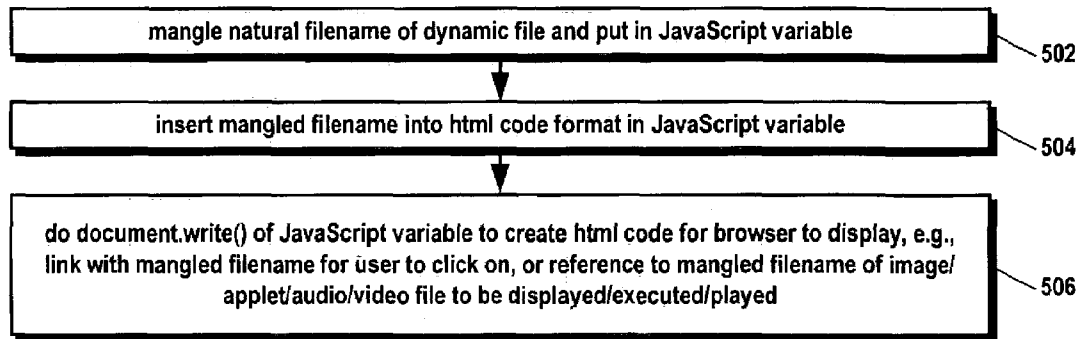 mangle natural filename of dynamic file and put in JavaScript variable
502
insert mangled filename into html code format in JavaScript variable
504
do document.write() of JavaScript variable to create html code for browser to display, e.g.,
link with mangled filename for user to click on, or reference to mangled filename of image/
applet/audio/video file to be displayed/executed/played
506